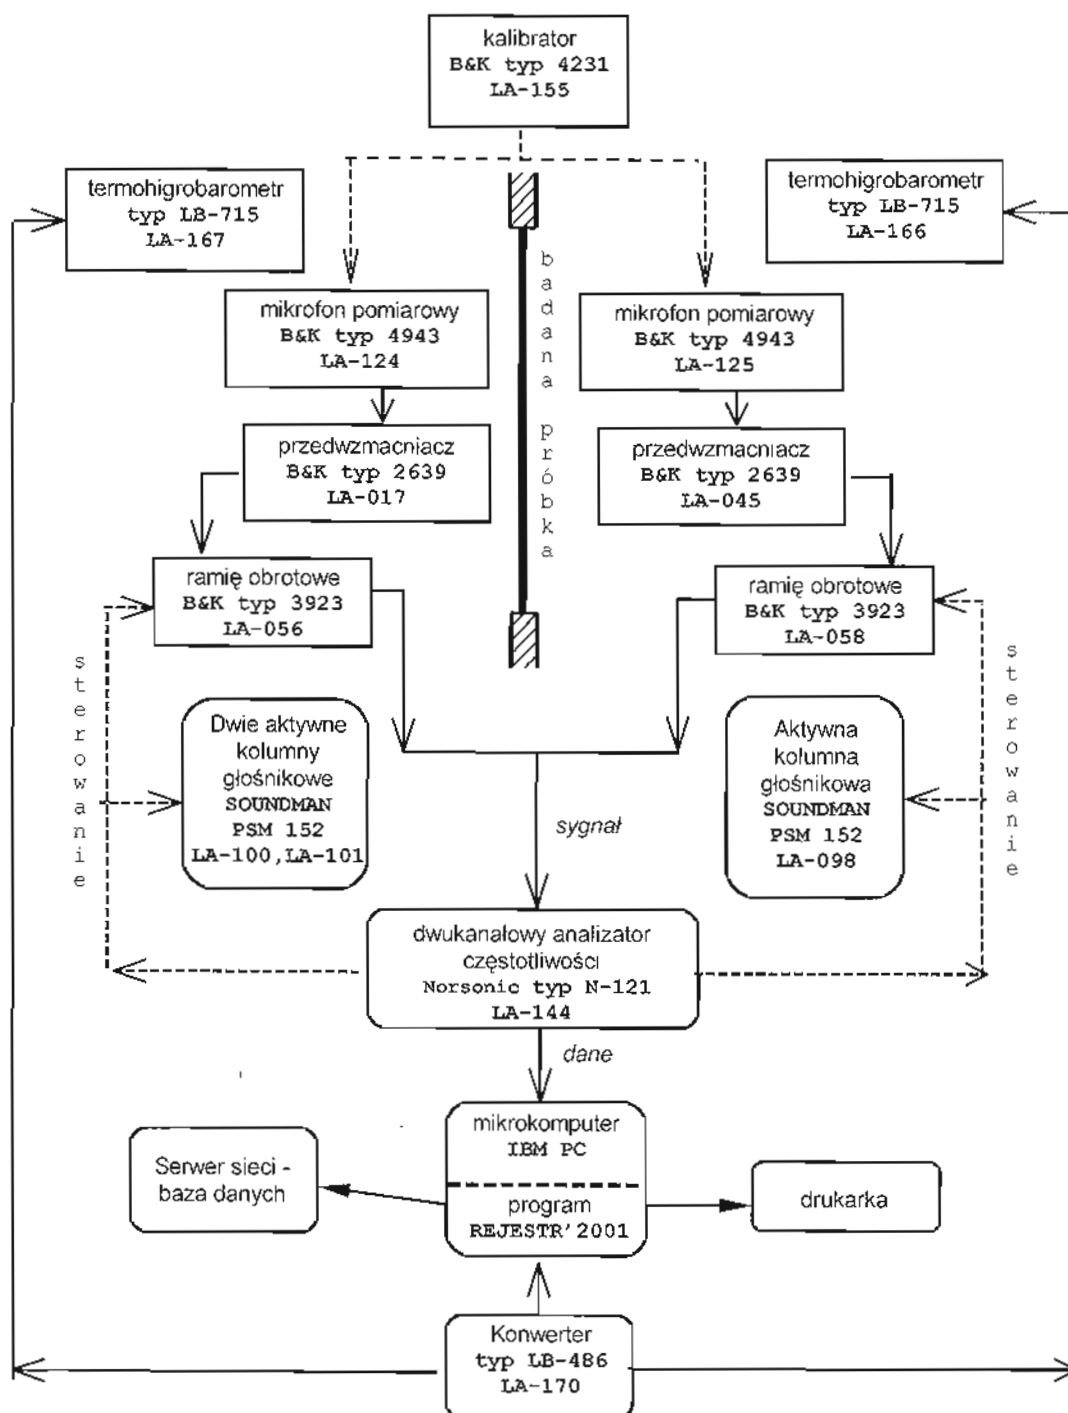 kalibrator
B&K typ 4231
LA-155
termohigrobarometr
typ LB-715
LA-167
termohigrobarometr
typ LB-715
LA-166
badana próbka
mikrofon pomiarowy
B&K typ 4943
LA-124
mikrofon pomiarowy
B&K typ 4943
LA-125
przedwzmacniacz
B&K typ 2639
LA-017
przedwzmacniacz
B&K typ 2639
LA-045
ramię obrotowe
B&K typ 3923
LA-056
ramię obrotowe
B&K typ 3923
LA-058
sterowanie
Dwie aktywne
kolumny
głośnikowe
SOUNDMAN
PSM 152
LA-100,LA-101
Aktywna
kolumna
głośnikowa
SOUNDMAN
PSM 152
LA-098
sterowanie
sygnał
dwukanałowy analizator
częstotliwości
Norsonic typ N-121
LA-144
dane
mikrokomputer
IBM PC
program
REJESTR'2001
Serwer sieci -
baza danych
drukarka
Konwerter
typ LB-486
LA-170